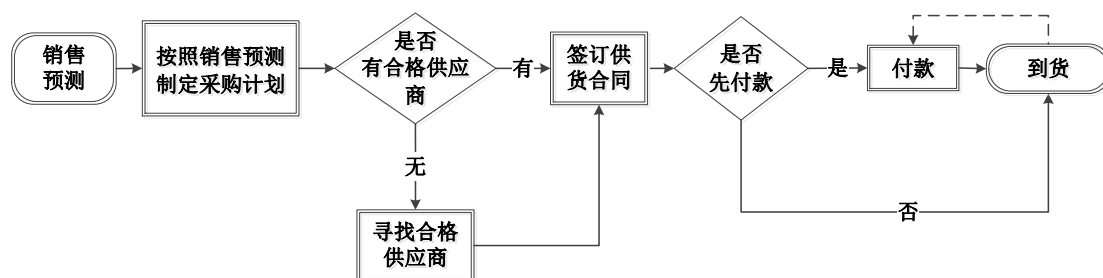 销售
预测
按照销售预测
制定采购计划
是否
有合格供应
商
有
签订供
货合同
是否
先付款
是
付款
到货
无
寻找合格
供应商
否